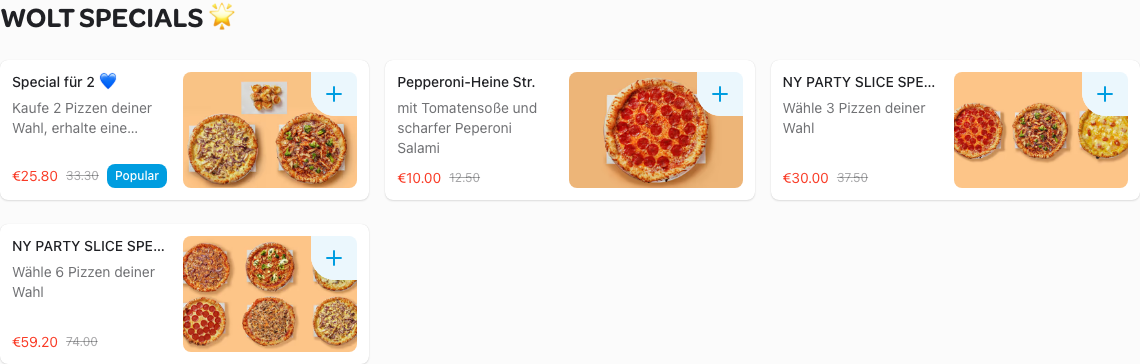 WOLT SPECIALS 🌟
Special für 2 💙
Kaufe 2 Pizzen deiner
Wahl, erhalte eine...
€25.80 33.30 Popular
Pepperoni-Heine Str.
mit Tomatensoße und
scharfer Peperoni
Salami
€10.00 12.50
NY PARTY SLICE SPE...
Wähle 3 Pizzen deiner
Wahl
€30.00 37.50
NY PARTY SLICE SPE...
Wähle 6 Pizzen deiner
Wahl
€59.20 74.00